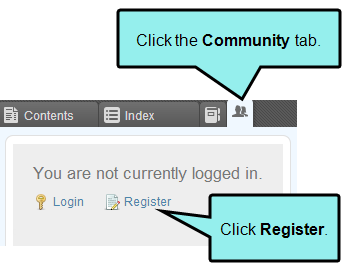 Click the Community tab.
Contents Index
You are not currently logged in.
Login Register
Click Register.